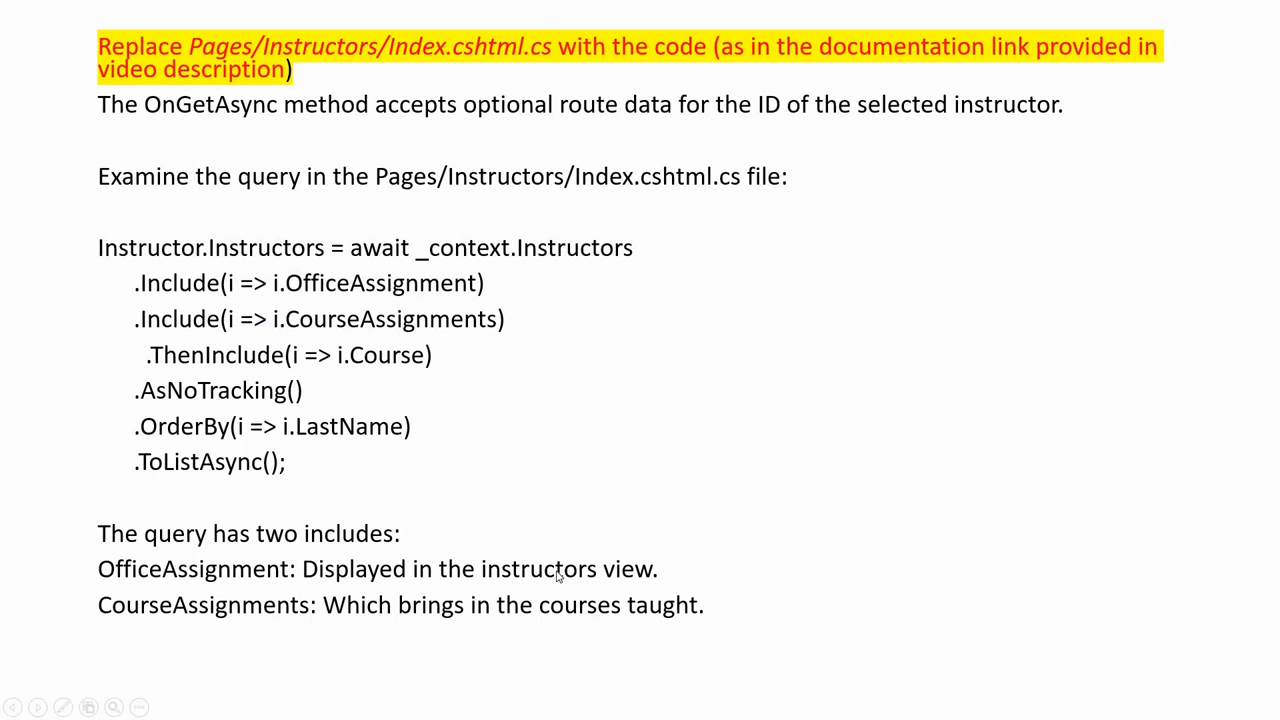 Replace Pages/Instructors/Index.cshtml.cs with the code (as in the documentation link provided in
video description)
The OnGetAsync method accepts optional route data for the ID of the selected instructor.
Examine the query in the Pages/Instructors/Index.cshtml.cs file:
Instructor.Instructors = await _context.Instructors
.Include(i => i.OfficeAssignment)
.Include(i => i.CourseAssignments)
.ThenInclude(i => i.Course)
.AsNoTracking()
.OrderBy(i => i.LastName)
.ToListAsync();
The query has two includes:
OfficeAssignment: Displayed in the instructors view.
CourseAssignments: Which brings in the courses taught.